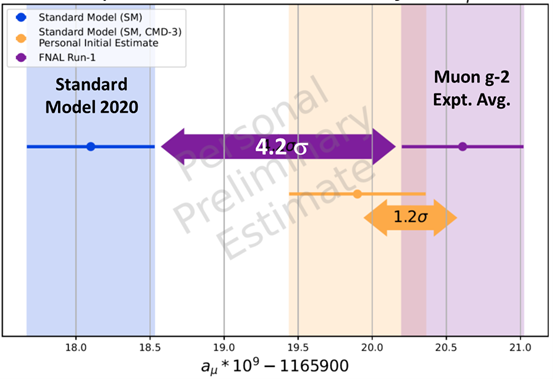 Standard Model (SM)
Standard Model (SM, CMD-3)
Personal Initial Estimate
FNAL Run-1
Standard
Model 2020
Muon g-2
Expt. Avg.
4.2 σ
1.2σ
Personal
Preliminary
Estimate
18.0 18.5 19.0 19.5 20.0 20.5 21.0
aμ * 10⁹ − 1165900